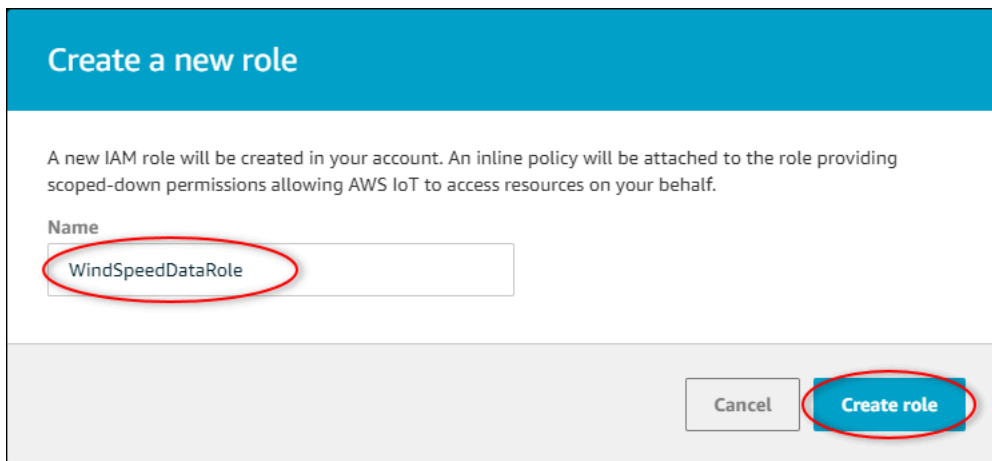 Create a new role
A new IAM role will be created in your account. An inline policy will be attached to the role providing
scoped-down permissions allowing AWS IoT to access resources on your behalf.
Name
WindSpeedDataRole
Cancel
Create role